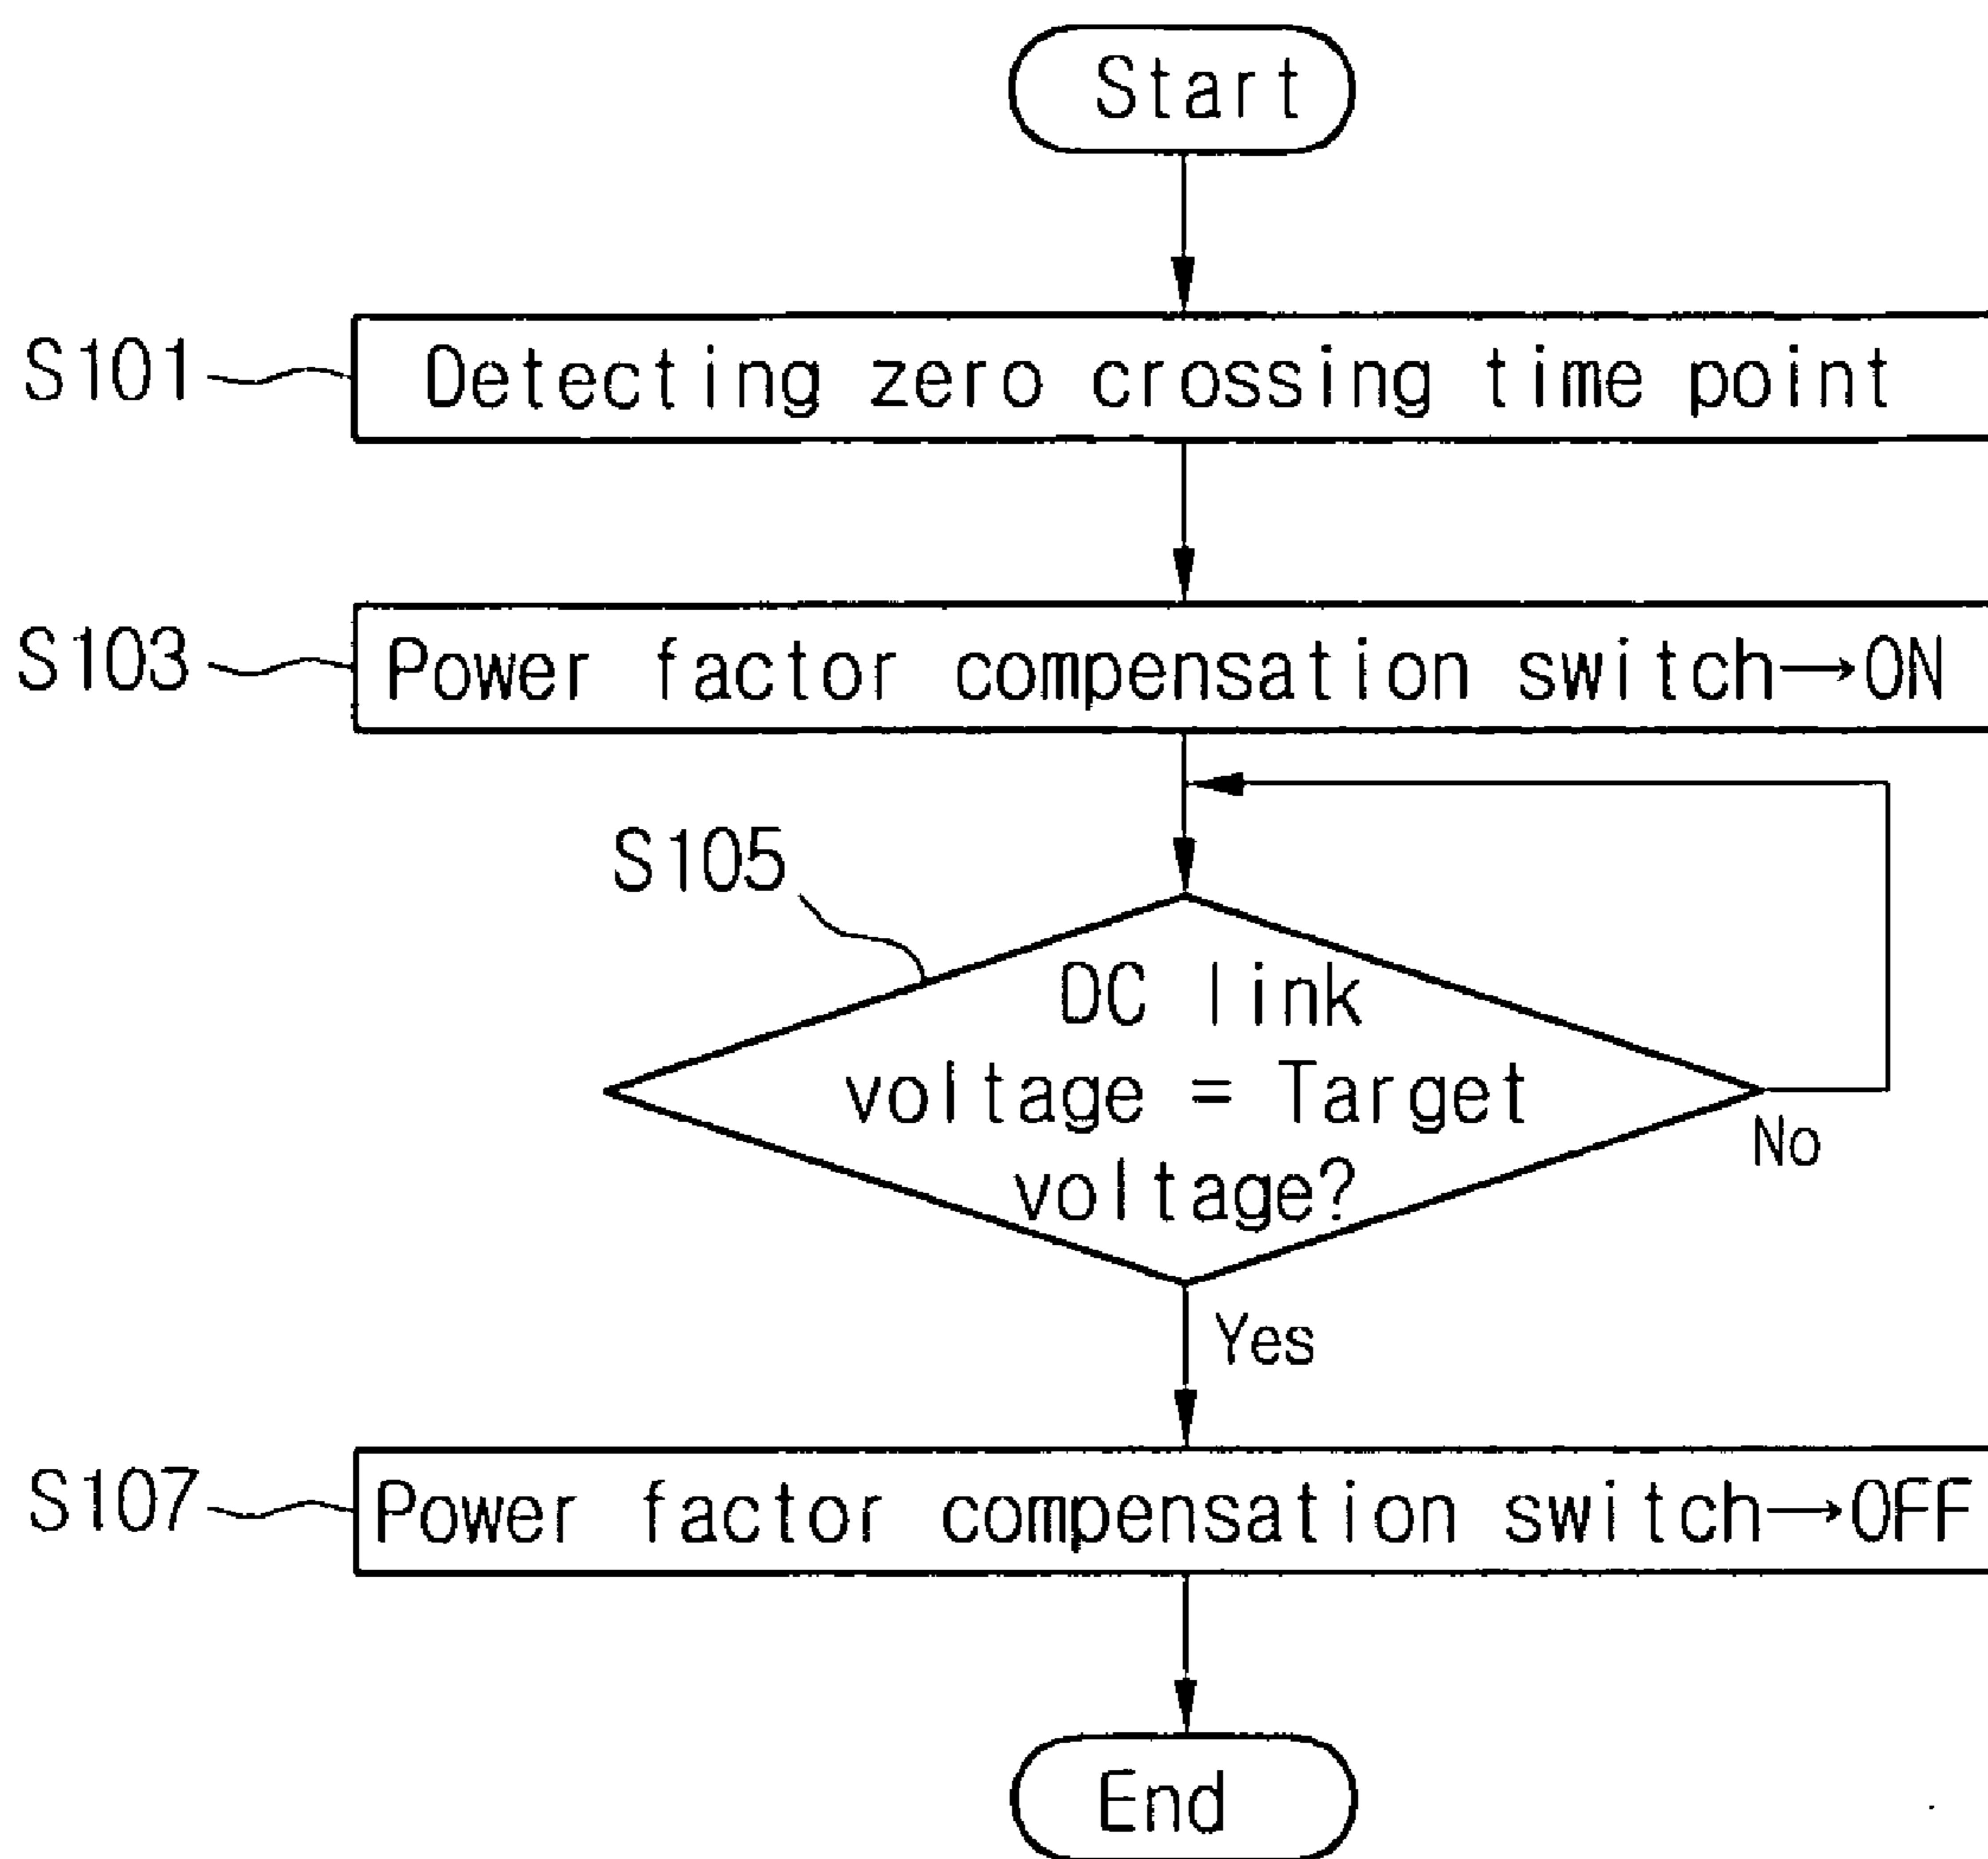 Start
S101
Detecting zero crossing time point
S103
Power factor compensation switch→ON
S105
DC link
voltage = Target
voltage?
No
Yes
S107
Power factor compensation switch→OFF
End